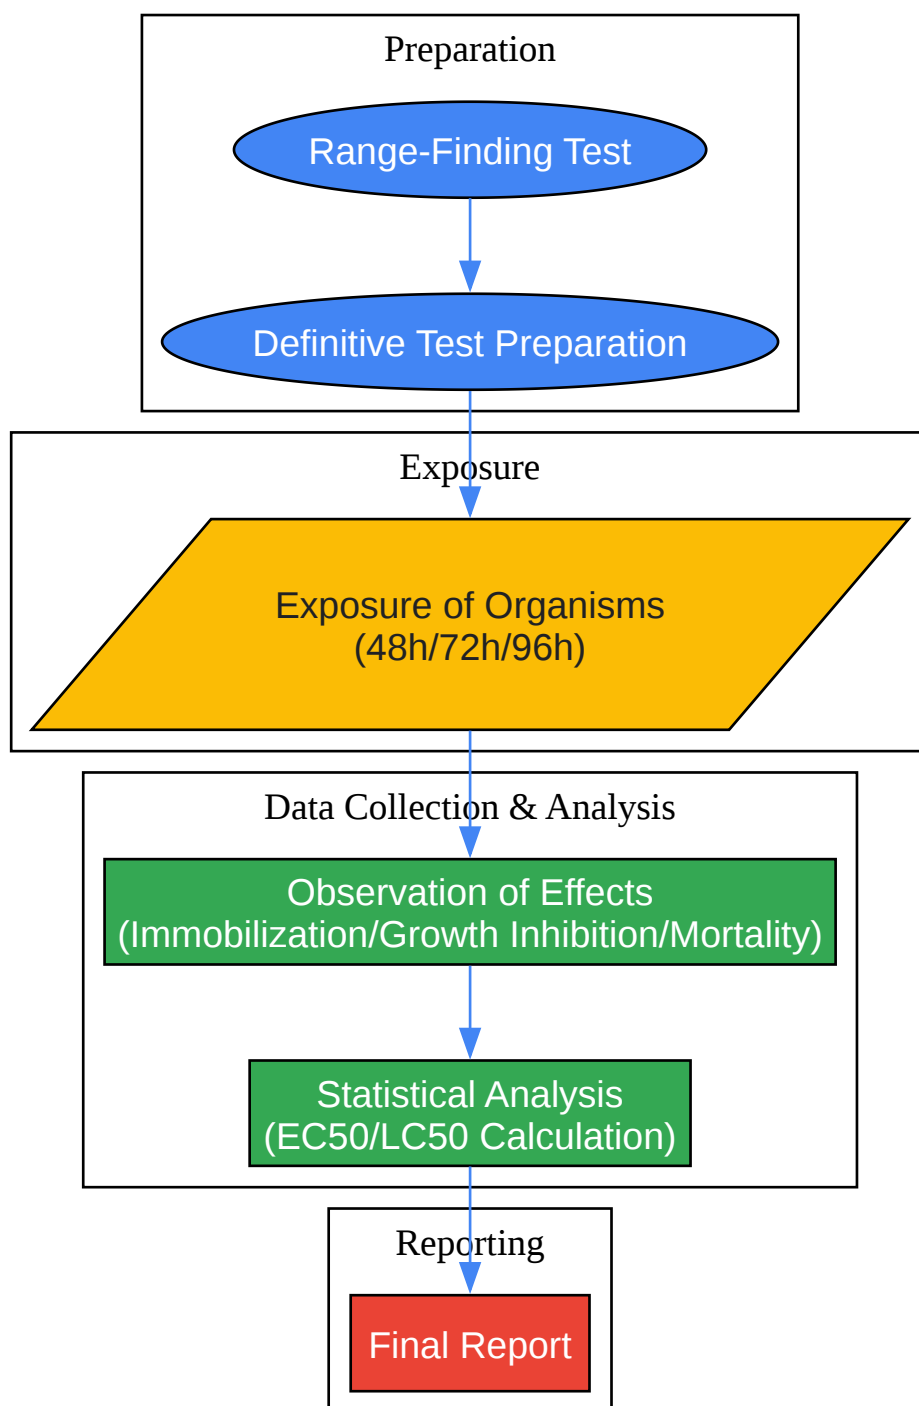 Preparation
Range-Finding Test
Definitive Test Preparation
Exposure
Exposure of Organisms
(48h/72h/96h)
Data Collection & Analysis
Observation of Effects
(Immobilization/Growth Inhibition/Mortality)
Statistical Analysis
(EC50/LC50 Calculation)
Reporting
Final Report